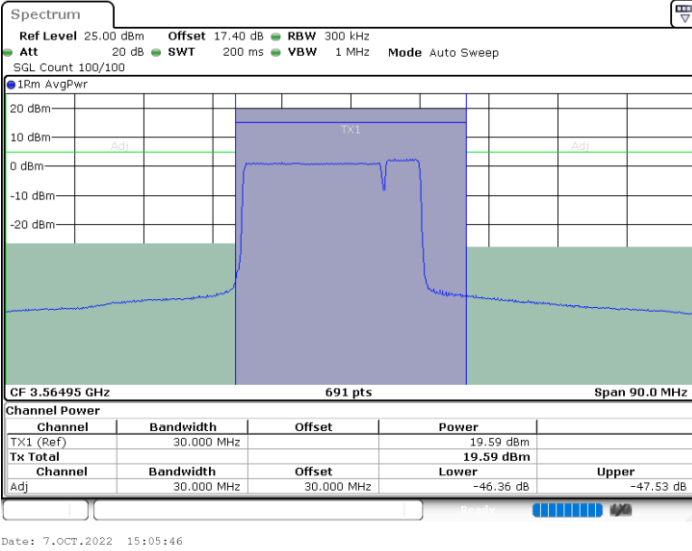 Spectrum
Ref Level 25.00 dBm Offset 17.40 dB RBW 300 kHz
Att 20 dB SWT 200 ms VBW 1 MHz Mode Auto Sweep
SGL Count 100/100
1Rm AvgPwr
20 dBm
TX1
10 dBm
Adj Adj
0 dBm
-10 dBm
-20 dBm
CF 3.56495 GHz 691 pts Span 90.0 MHz
Channel Power
Channel Bandwidth Offset Power
TX1 (Ref) 30.000 MHz 19.59 dBm
Tx Total 19.59 dBm
Channel Bandwidth Offset Lower Upper
Adj 30.000 MHz 30.000 MHz -46.36 dB -47.53 dB
Ready
Date: 7.OCT.2022 15:05:46